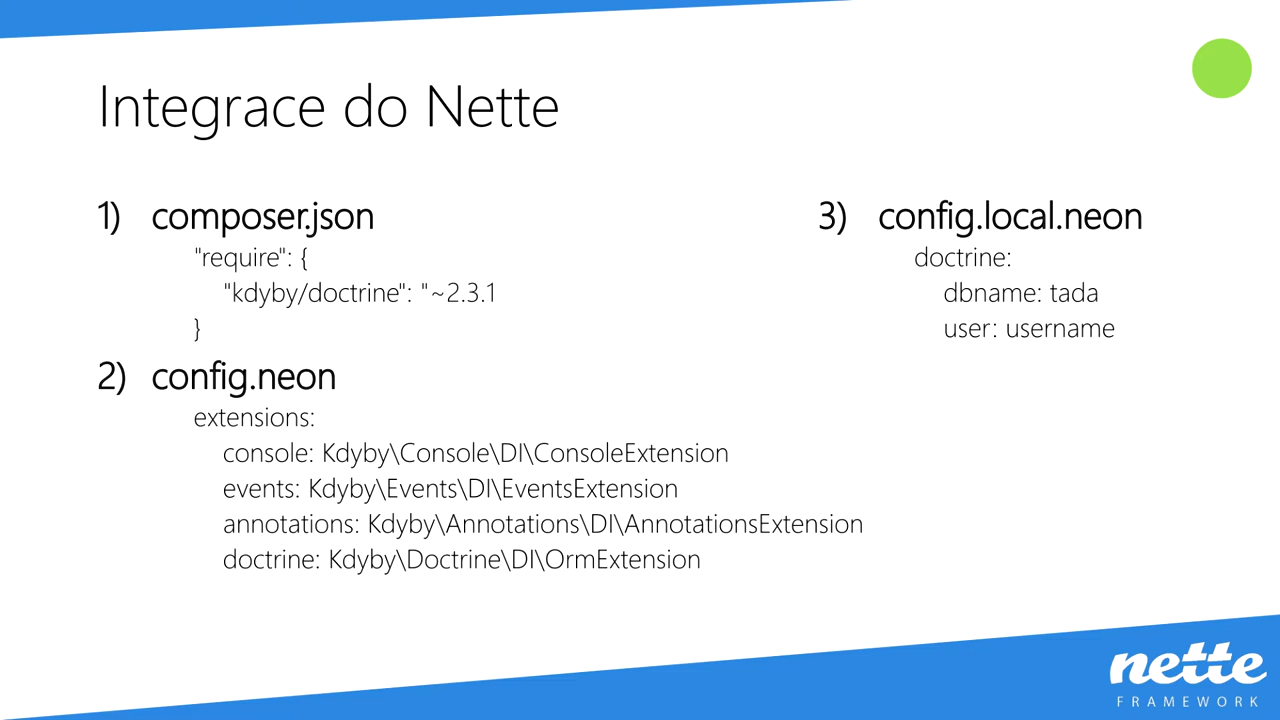 Integrace do Nette
1) composer.json
"require": {
"kdyby/doctrine": "~2.3.1
}
2) config.neon
extensions:
console: Kdyby\Console\DI\ConsoleExtension
events: Kdyby\Events\DI\EventsExtension
annotations: Kdyby\Annotations\DI\AnnotationsExtension
doctrine: Kdyby\Doctrine\DI\OrmExtension
3) config.local.neon
doctrine:
dbname: tada
user: username
nette
FRAMEWORK